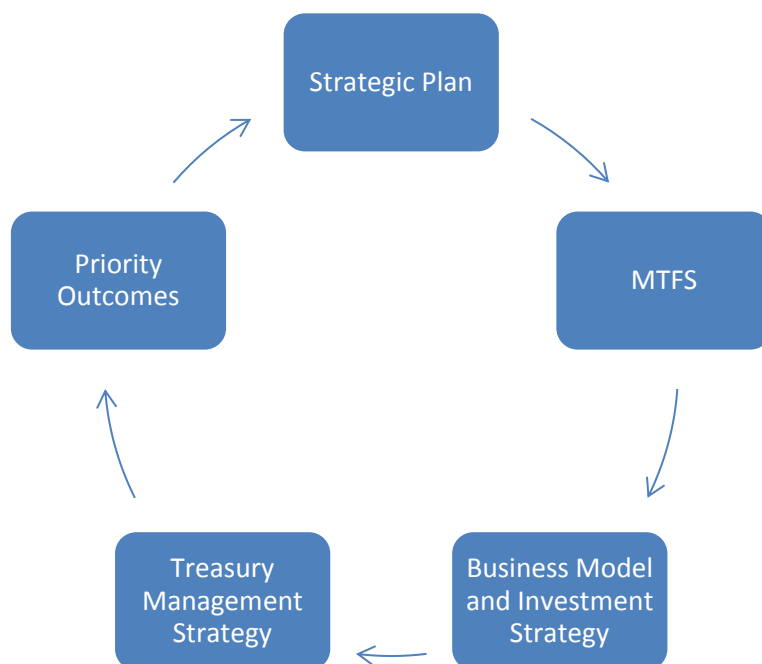 Strategic Plan
MTFS
Business Model
and Investment
Strategy
Treasury
Management
Strategy
Priority
Outcomes